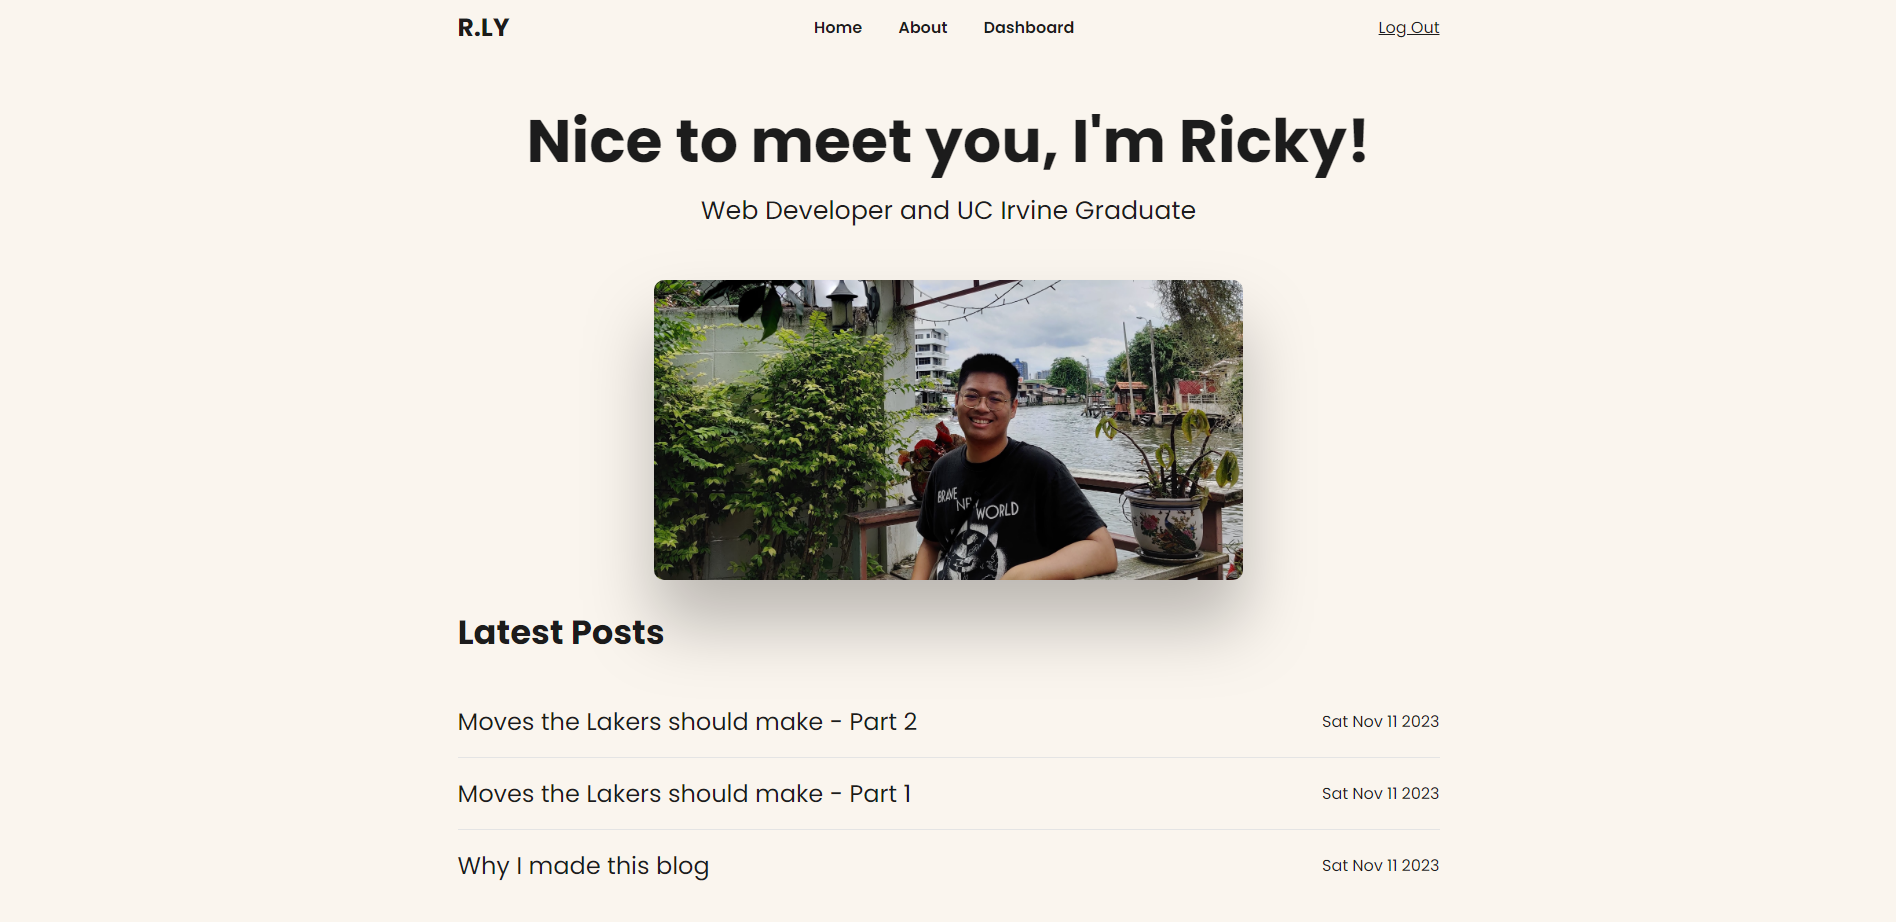 R.LY
Home
About
Dashboard
Log Out
Nice to meet you, I'm Ricky!
Web Developer and UC Irvine Graduate
BRAVE
NEW
WORLD
Latest Posts
Moves the Lakers should make - Part 2
Sat Nov 11 2023
Moves the Lakers should make - Part 1
Sat Nov 11 2023
Why I made this blog
Sat Nov 11 2023